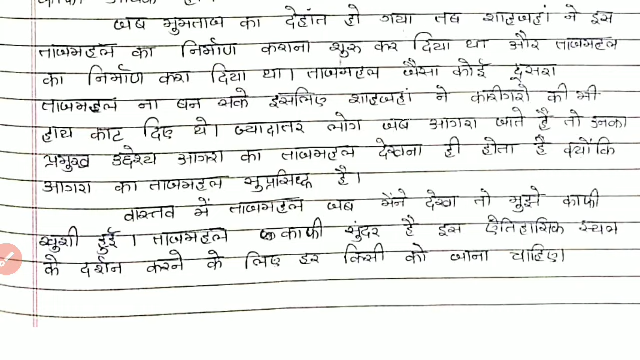 जब मुमताज का देहांत हो गया तब शाहजहां ने इस
ताजमहल का निर्माण कराना शुरू कर दिया था और ताजमहल
का निर्माण करा दिया था। ताजमहल जैसा कोई दूसरा
ताजमहल ना बन सके इसलिए शाहजहां ने कारीगरो की भी
हाथ काट दिए थे। ज्यादातर लोग जब आगरा जाते है तो उनका
प्रमुख उद्देश्य आगरा का ताजमहल देखना ही होता है क्योंकि
आगरा का ताजमहल सुप्रसिद्ध है।
वास्तव में ताजमहल जब मैंने देखा तो मुझे काफी
खुशी हुई। ताजमहल काफी सुंदर है इस ऐतिहासिक स्थल
के दर्शन करने के लिए हर किसी को जाना चाहिए।